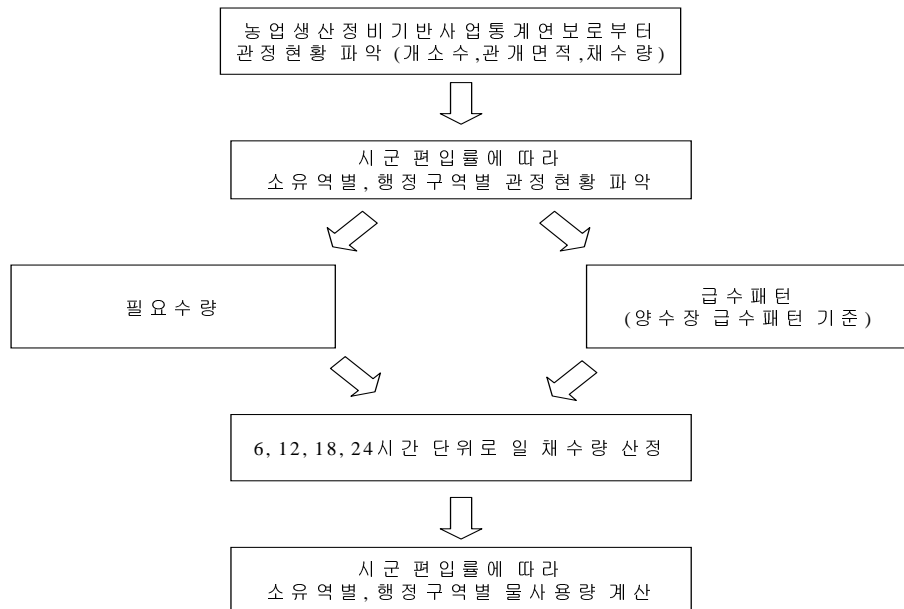 농업생산정비기반사업통계연보로부터
관정현황 파악 (개소수,관개면적,채수량)
시군 편입률에 따라
소유역별, 행정구역별 관정현황 파악
필요수량
급수패턴
(양수장 급수패턴 기준)
6, 12, 18, 24시간 단위로 일 채수량 산정
시군 편입률에 따라
소유역별, 행정구역별 물사용량 계산